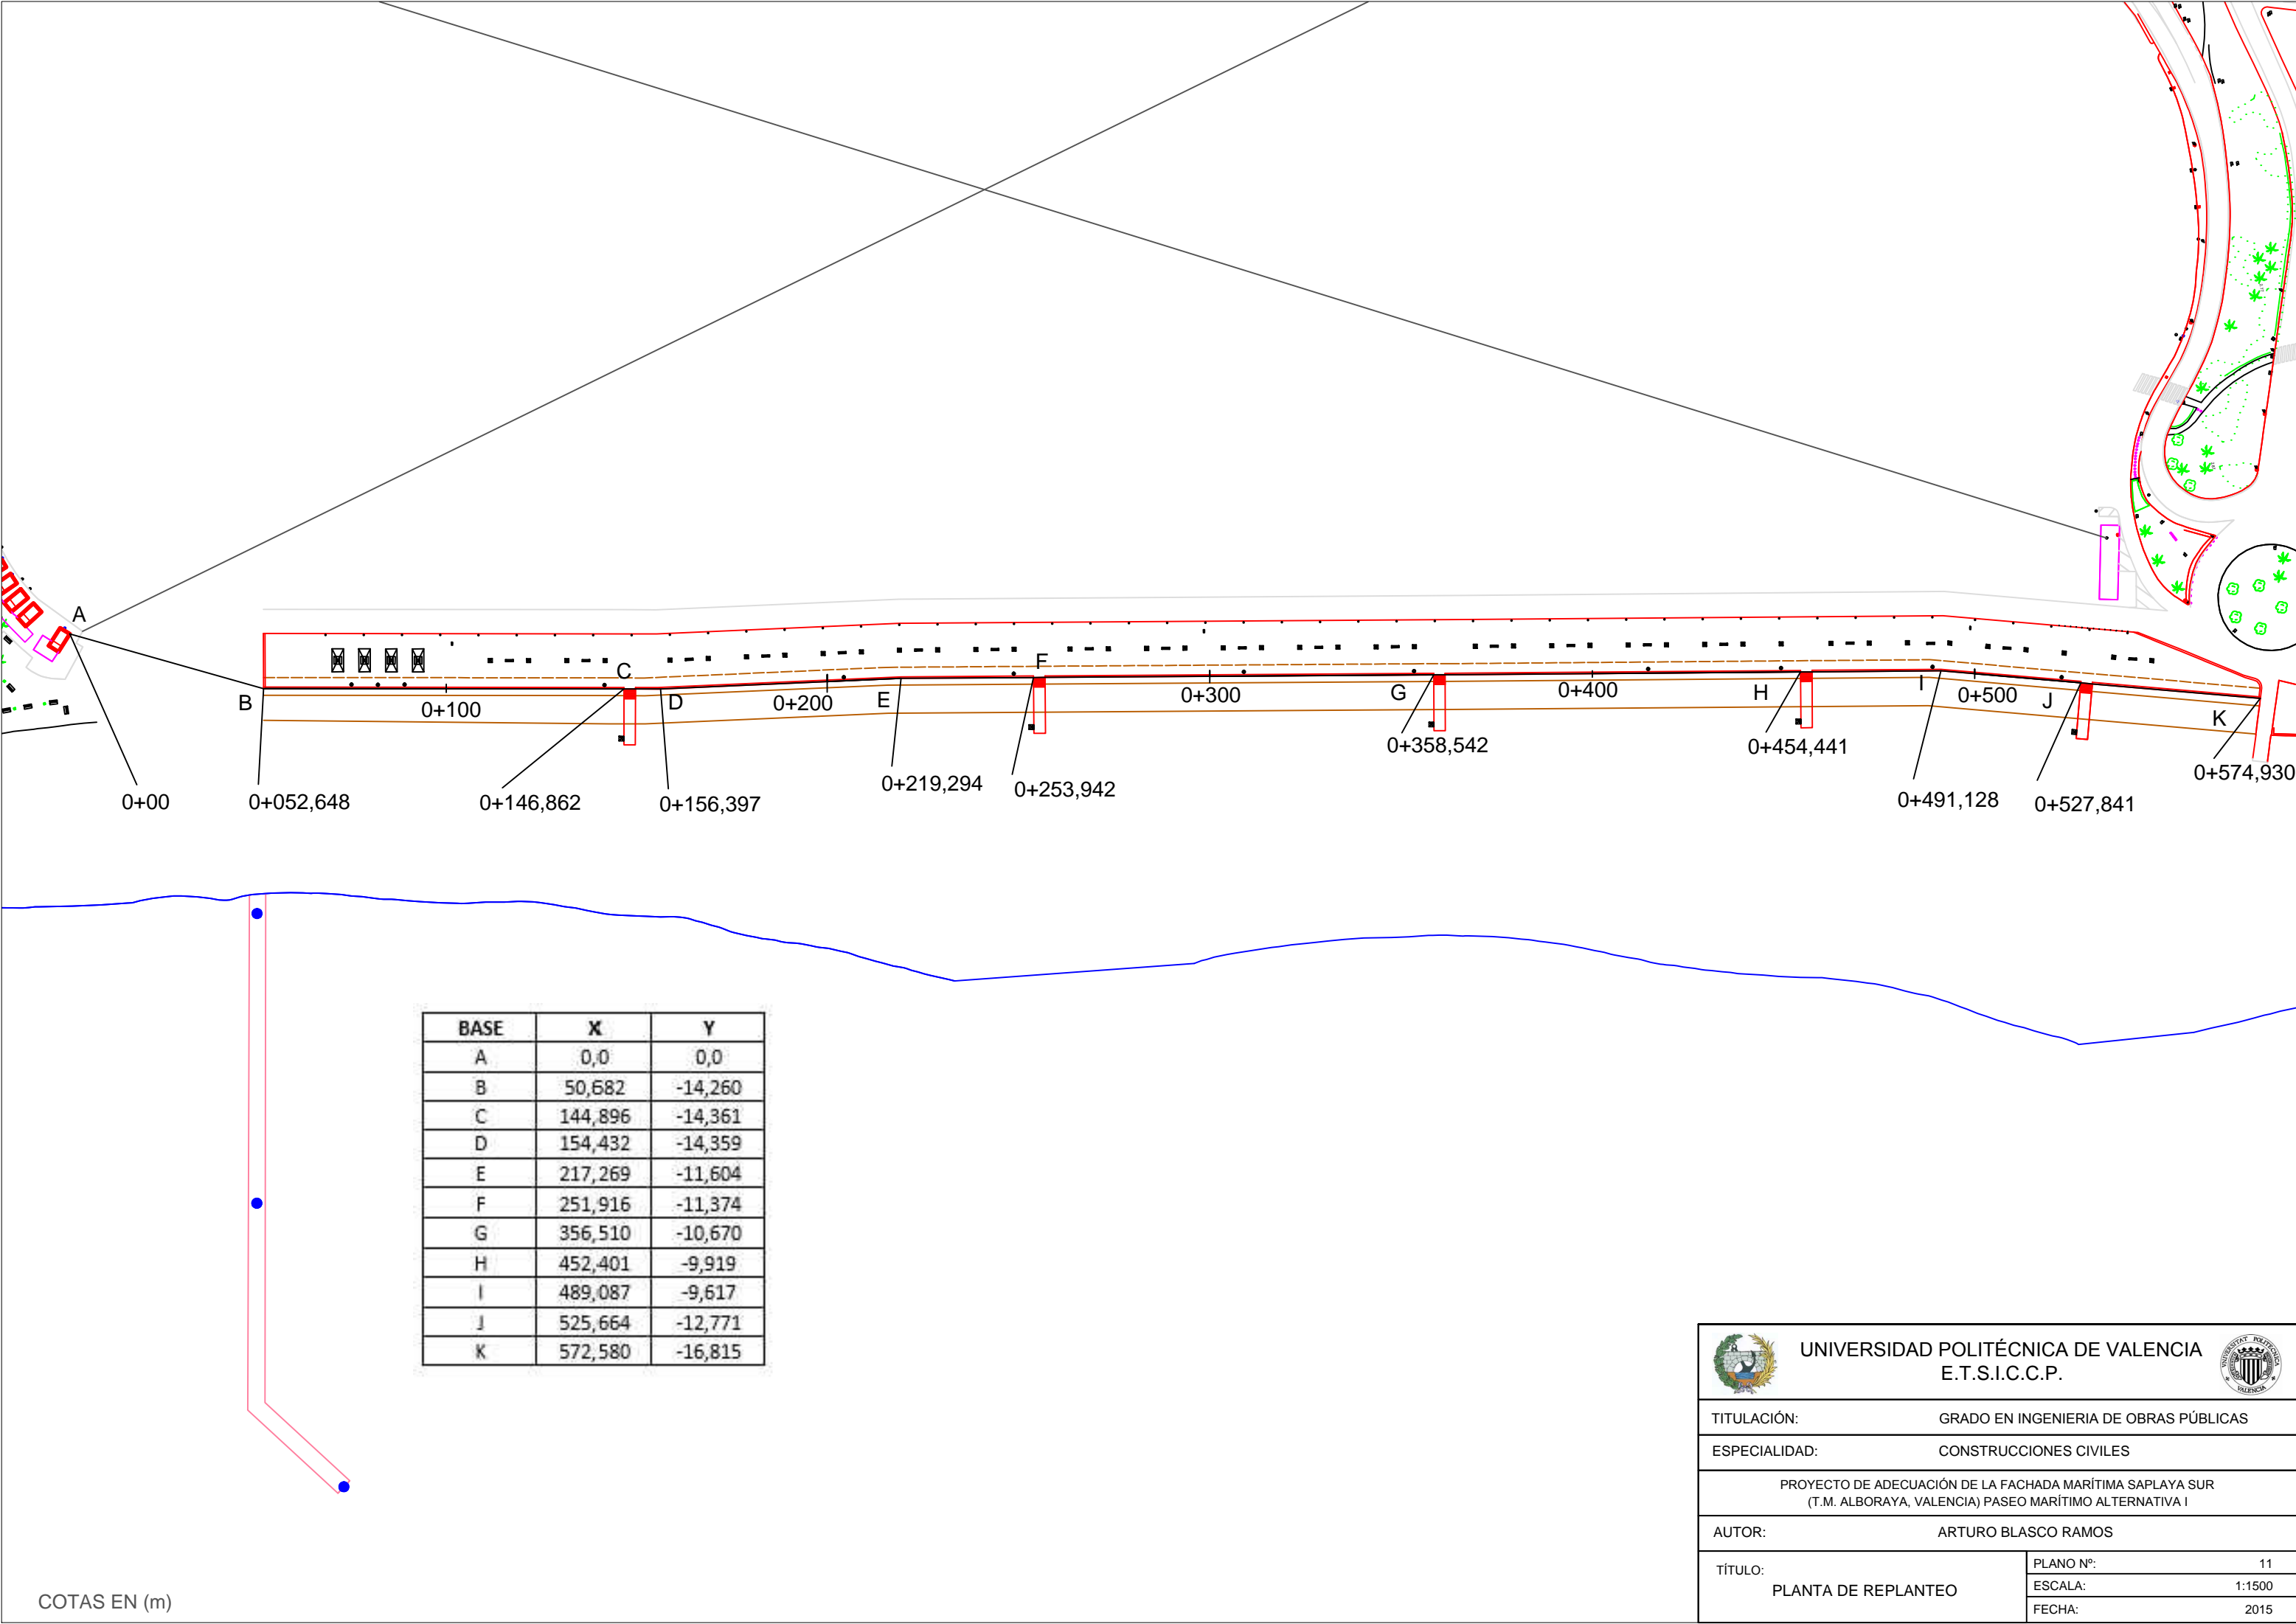 A
F
C
B
D
E
G
H
I
J
K
0+100
0+200
0+300
0+400
0+500
0+00
0+052,648
0+146,862
0+156,397
0+219,294
0+253,942
0+358,542
0+454,441
0+491,128
0+527,841
0+574,930
BASE X Y
A 0,0 0,0
B 50,682 -14,260
C 144,896 -14,361
D 154,432 -14,359
E 217,269 -11,604
F 251,916 -11,374
G 356,510 -10,670
H 452,401 -9,919
I 489,087 -9,617
J 525,664 -12,771
K 572,580 -16,815
UNIVERSIDAD POLITÉCNICA DE VALENCIA
E.T.S.I.C.C.P.
UNIVERSITAT POLITÈCNICA
VALENCIA
TITULACIÓN: GRADO EN INGENIERIA DE OBRAS PÚBLICAS
ESPECIALIDAD: CONSTRUCCIONES CIVILES
PROYECTO DE ADECUACIÓN DE LA FACHADA MARÍTIMA SAPLAYA SUR
(T.M. ALBORAYA, VALENCIA) PASEO MARÍTIMO ALTERNATIVA I
AUTOR: ARTURO BLASCO RAMOS
TÍTULO:
PLANTA DE REPLANTEO
PLANO Nº: 11
ESCALA: 1:1500
FECHA: 2015
COTAS EN (m)